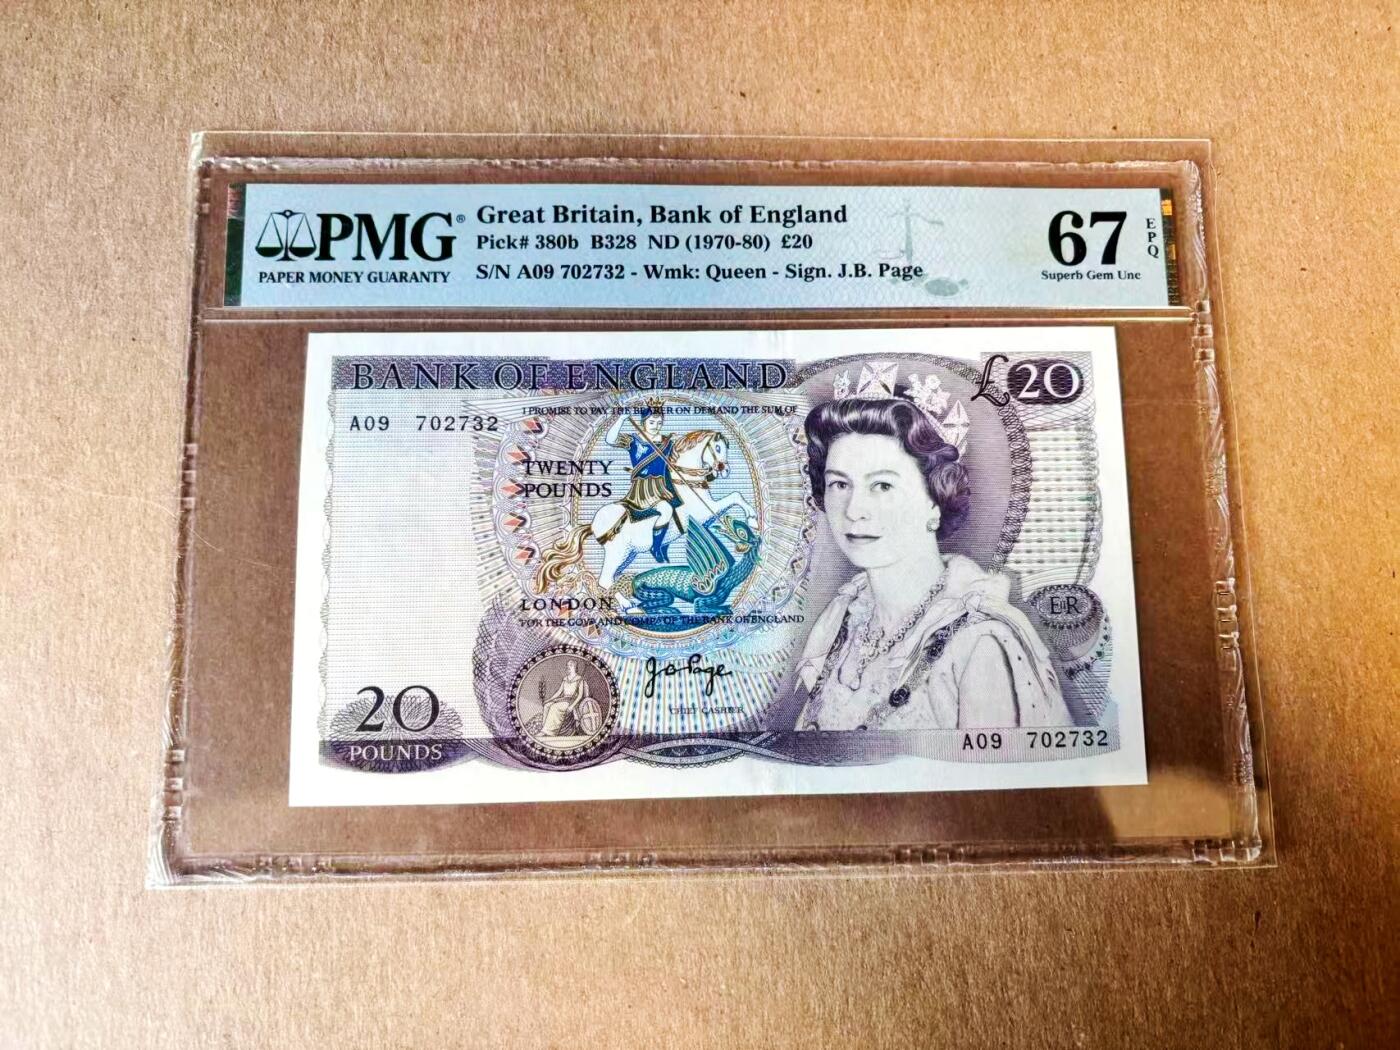 PMG®
PAPER MONEY GUARANTY
Great Britain, Bank of England
Pick# 380b B328 ND (1970-80) £20
S/N A09 702732 - Wmk: Queen - Sign. J.B. Page
67
EPQ
Superb Gem Unc
BANK OF ENGLAND
£20
A09 702732
I PROMISE TO PAY THE BEARER ON DEMAND THE SUM OF
TWENTY
POUNDS
LONDON
FOR THE GOVR AND COMPA OF THE BANK OF ENGLAND
ER
J B Page
CHIEF CASHIER
20
POUNDS
A09 702732